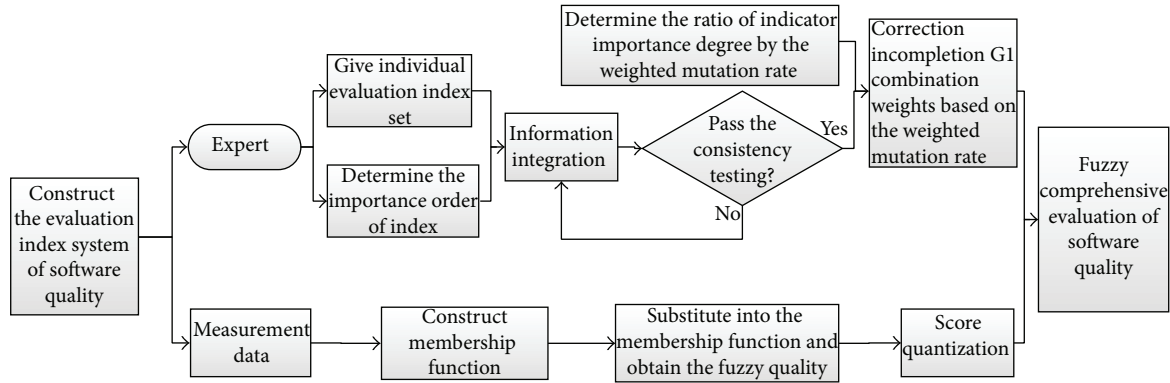 Construct
the evaluation
index system
of software
quality
Expert
Give individual
evaluation index
set
Determine the
importance order
of index
Information
integration
Determine the ratio of indicator
importance degree by the
weighted mutation rate
Pass the
consistency
testing?
Yes
No
Correction
incompletion G1
combination
weights based on
the weighted
mutation rate
Measurement
data
Construct
membership
function
Substitute into the
membership function and
obtain the fuzzy quality
Score
quantization
Fuzzy
comprehensive
evaluation of
software
quality